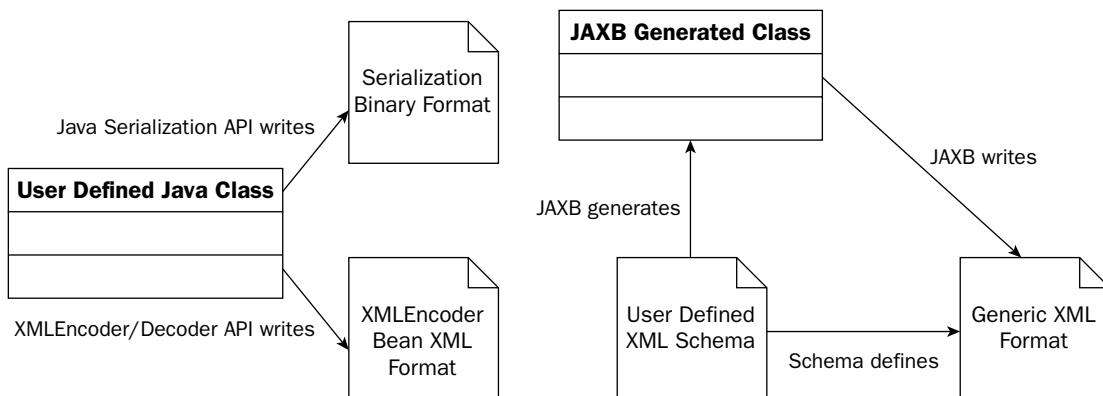 JAXB Generated Class
Serialization
Binary Format
Java Serialization API writes
JAXB writes
User Defined Java Class
JAXB generates
XMLEncoder/Decoder API writes
XMLEncoder
Bean XML
Format
User Defined
XML Schema
Generic XML
Format
Schema defines